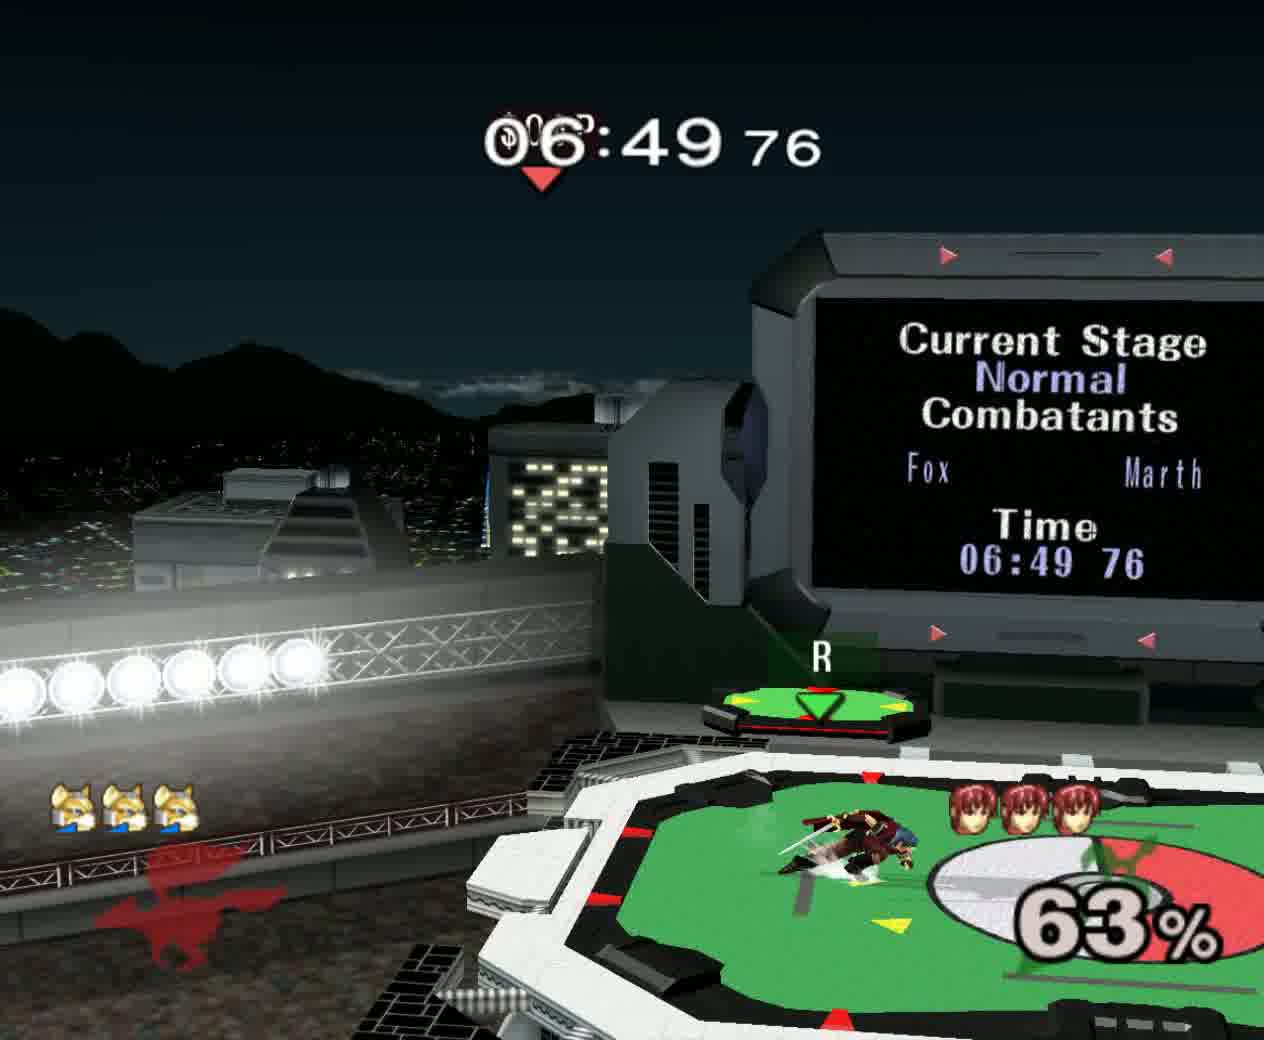 06:49 76
Current Stage
Normal
Combatants
Fox Marth
Time
06:49 76
R
63%